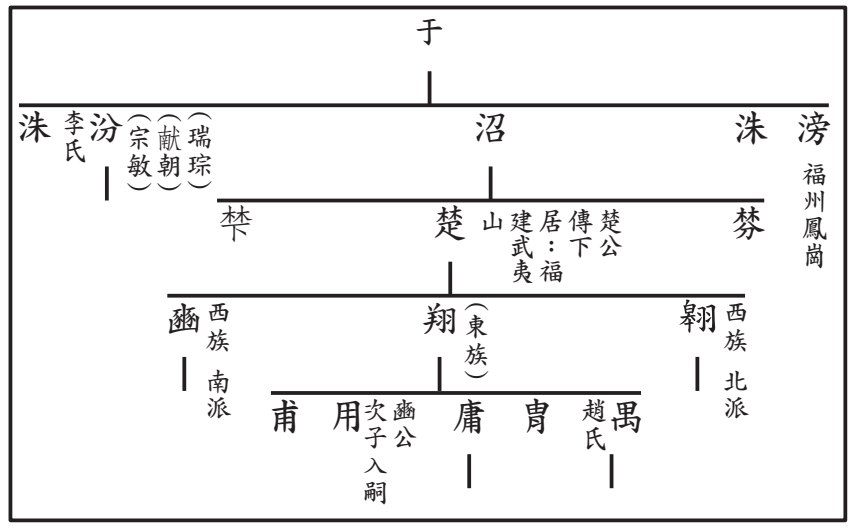 于
滂
福州鳳崗
洙
沼
(瑞琮)
(献朝)
(宗敏)
汾
李氏
洙
棼
楚公
傳下
居：福
建武夷
山
楚
梺
西族 北派
翱
(東族)
翔
西族 南派
豳
禺
趙氏
胄
庸
豳公
次子入嗣
用
甫